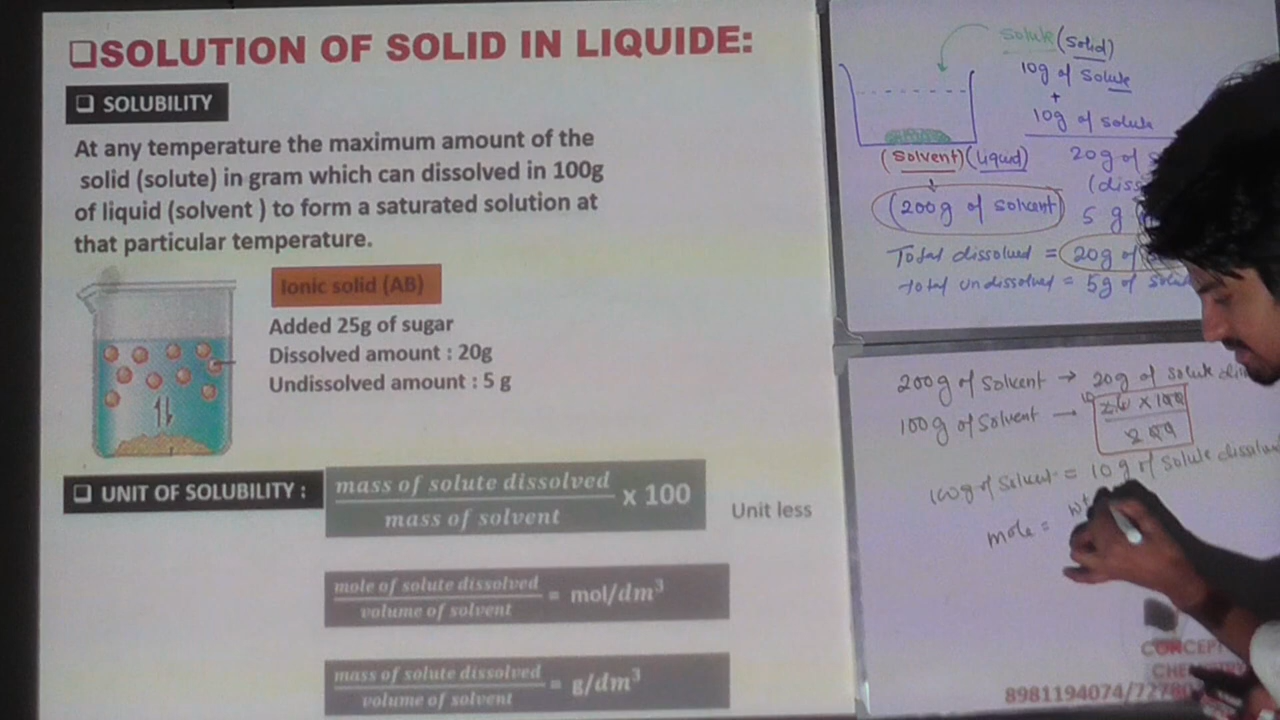 SOLUTION OF SOLID IN LIQUIDE:
SOLUBILITY
At any temperature the maximum amount of the
solid (solute) in gram which can dissolved in 100g
of liquid (solvent ) to form a saturated solution at
that particular temperature.
Ionic solid (AB)
Added 25g of sugar
Dissolved amount : 20g
Undissolved amount : 5 g
UNIT OF SOLUBILITY :
mass of solute dissolved
mass of solvent
x 100
Unit less
mole of solute dissolved
volume of solvent
= mol/dm³
mass of solute dissolved
volume of solvent
= g/dm³
solute (solid)
10g of solute
+
10g of solute
(solvent) (liquid)
20g of
(200g of solvent)
5 g
Total dissolved = 20g of
Total undissolved = 5g of
200g of solvent → 20g of solute
100g of solvent →
100g of solvent = 10g of solute
mole = wt
CONCEPT
8981194074/